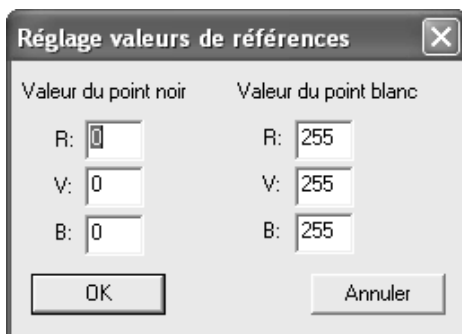 Réglage valeurs de références
Valeur du point noir Valeur du point blanc
R: 0 R: 255
V: 0 V: 255
B: 0 B: 255
OK Annuler